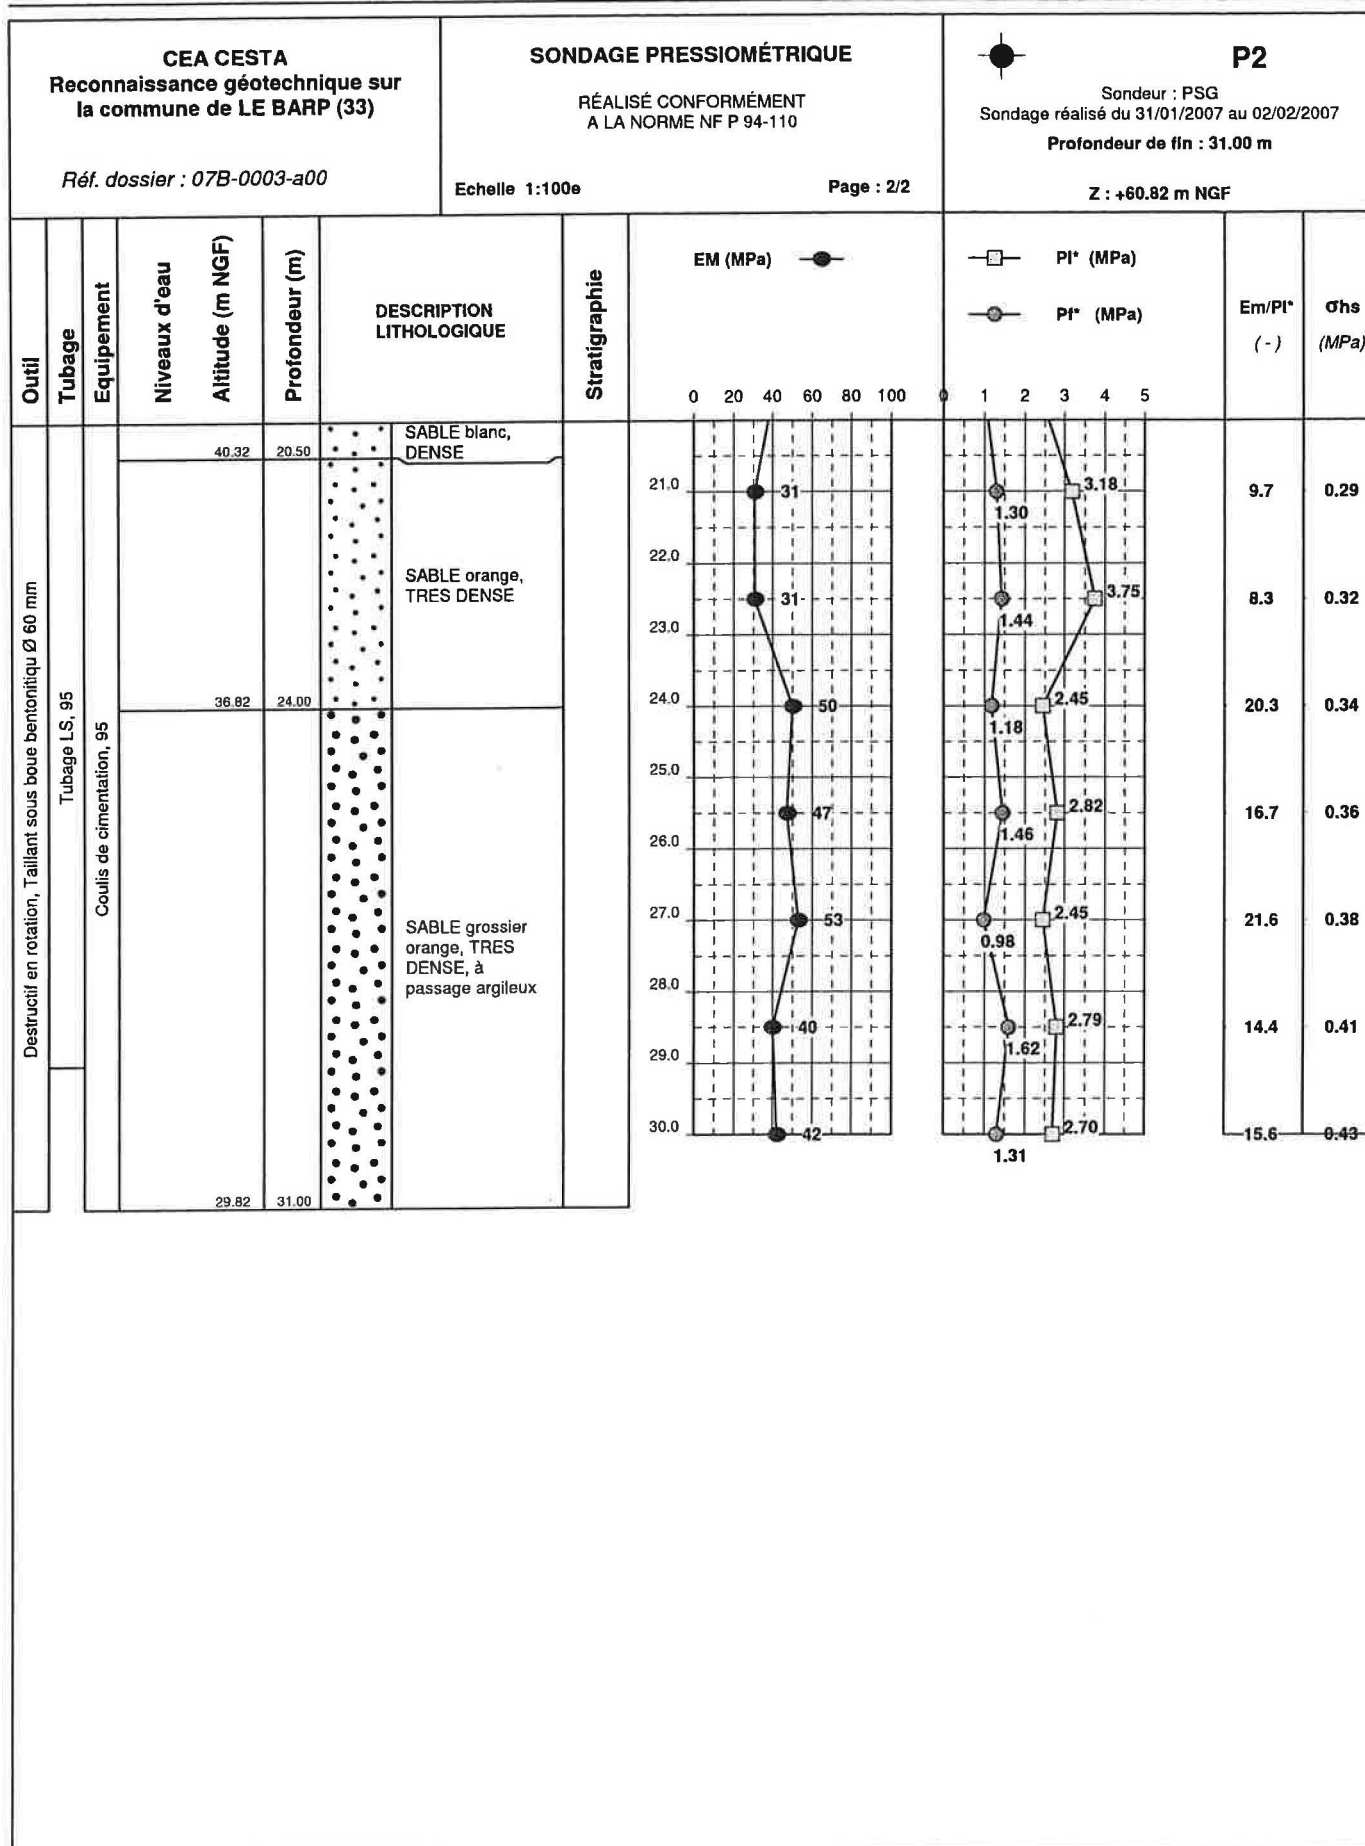 CEA CESTA
Reconnaissance géotechnique sur
la commune de LE BARP (33)
Réf. dossier : 07B-0003-a00
SONDAGE PRESSIOMÉTRIQUE
RÉALISÉ CONFORMÉMENT
A LA NORME NF P 94-110
Echelle 1:100e
Page : 2/2
P2
Sondeur : PSG
Sondage réalisé du 31/01/2007 au 02/02/2007
Profondeur de fin : 31.00 m
Z : +60.82 m NGF
Outil
Tubage
Equipement
Niveaux d'eau
Altitude (m NGF)
Profondeur (m)
DESCRIPTION
LITHOLOGIQUE
Stratigraphie
EM (MPa)
0 20 40 60 80 100
Pl* (MPa)
Pf* (MPa)
0 1 2 3 4 5
Em/Pl*
(-)
σhs
(MPa)
Destructif en rotation, Taillant sous boue bentonitiqu Ø 60 mm
Tubage LS, 95
Coulis de cimentation, 95
40.32 20.50
SABLE blanc,
DENSE
SABLE orange,
TRES DENSE
36.82 24.00
SABLE grossier
orange, TRES
DENSE, à
passage argileux
29.82 31.00
21.0 31 1.30 3.18 9.7 0.29
22.0
31 1.44 3.75 8.3 0.32
23.0
24.0 50 1.18 2.45 20.3 0.34
25.0
47 1.46 2.82 16.7 0.36
26.0
27.0 53 0.98 2.45 21.6 0.38
28.0
40 1.62 2.79 14.4 0.41
29.0
30.0 42 1.31 2.70 15.6 0.43